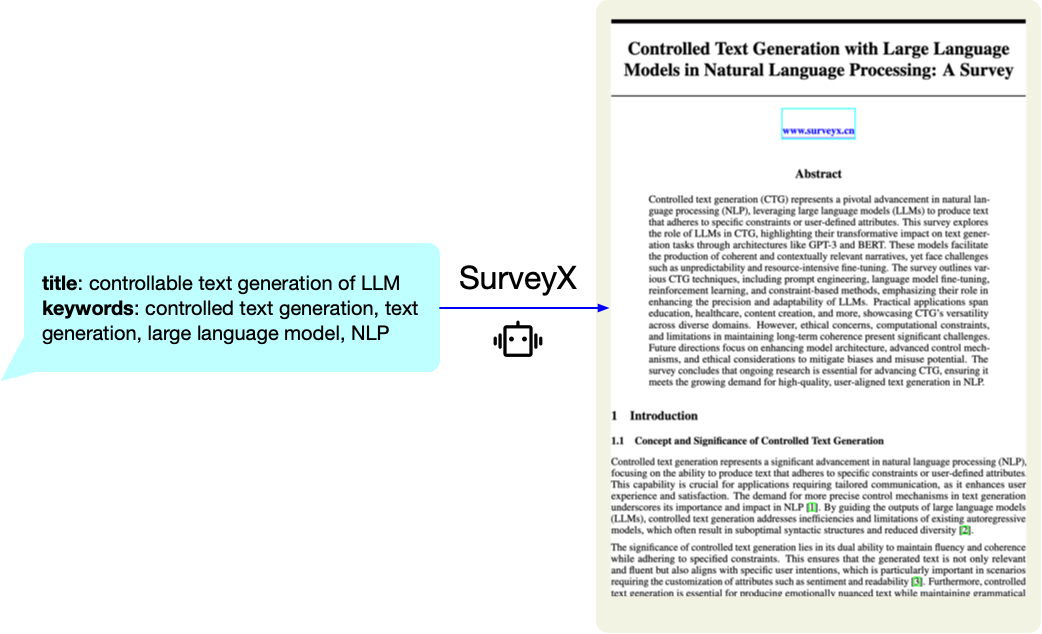 title: controllable text generation of LLM
keywords: controlled text generation, text
generation, large language model, NLP
SurveyX
Controlled Text Generation with Large Language
Models in Natural Language Processing: A Survey
www.surveyx.cn
Abstract
Controlled text generation (CTG) represents a pivotal advancement in natural lan-
guage processing (NLP), leveraging large language models (LLMs) to produce text
that adheres to specific constraints or user-defined attributes. This survey explores
the role of LLMs in CTG, highlighting their transformative impact on text gener-
ation tasks through architectures like GPT-3 and BERT. These models facilitate
the production of coherent and contextually relevant narratives, yet face challenges
such as unpredictability and resource-intensive fine-tuning. The survey outlines var-
ious CTG techniques, including prompt engineering, language model fine-tuning,
reinforcement learning, and constraint-based methods, emphasizing their role in
enhancing the precision and adaptability of LLMs. Practical applications span
education, healthcare, content creation, and more, showcasing CTG's versatility
across diverse domains. However, ethical concerns, computational constraints,
and limitations in maintaining long-term coherence present significant challenges.
Future directions focus on enhancing model architecture, advanced control mech-
anisms, and ethical considerations to mitigate biases and misuse potential. The
survey concludes that ongoing research is essential for advancing CTG, ensuring it
meets the growing demand for high-quality, user-aligned text generation in NLP.
1 Introduction
1.1 Concept and Significance of Controlled Text Generation
Controlled text generation represents a significant advancement in natural language processing (NLP),
focusing on the ability to produce text that adheres to specific constraints or user-defined attributes.
This capability is crucial for applications requiring tailored communication, as it enhances user
experience and satisfaction. The demand for more precise control mechanisms in text generation
underscores its importance and impact in NLP [1]. By guiding the outputs of large language models
(LLMs), controlled text generation addresses inefficiencies and limitations of existing autoregressive
models, which often result in suboptimal syntactic structures and reduced diversity [2].
The significance of controlled text generation lies in its dual ability to maintain fluency and coherence
while adhering to specified constraints. This ensures that the generated text is not only relevant
and fluent but also aligns with specific user intentions, which is particularly important in scenarios
requiring the customization of attributes such as sentiment and readability [3]. Furthermore, controlled
text generation is essential for producing emotionally nuanced text while maintaining grammatical